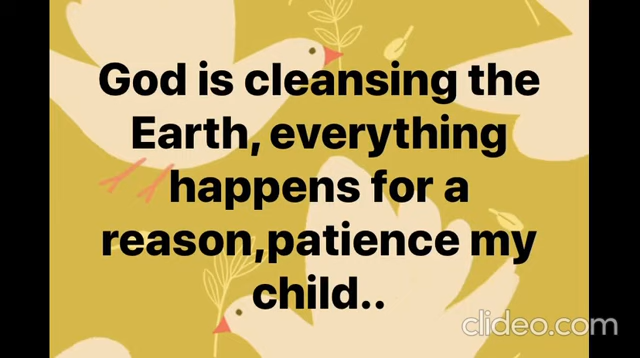 God is cleansing the
Earth, everything
happens for a
reason,patience my
child..
clideo.com